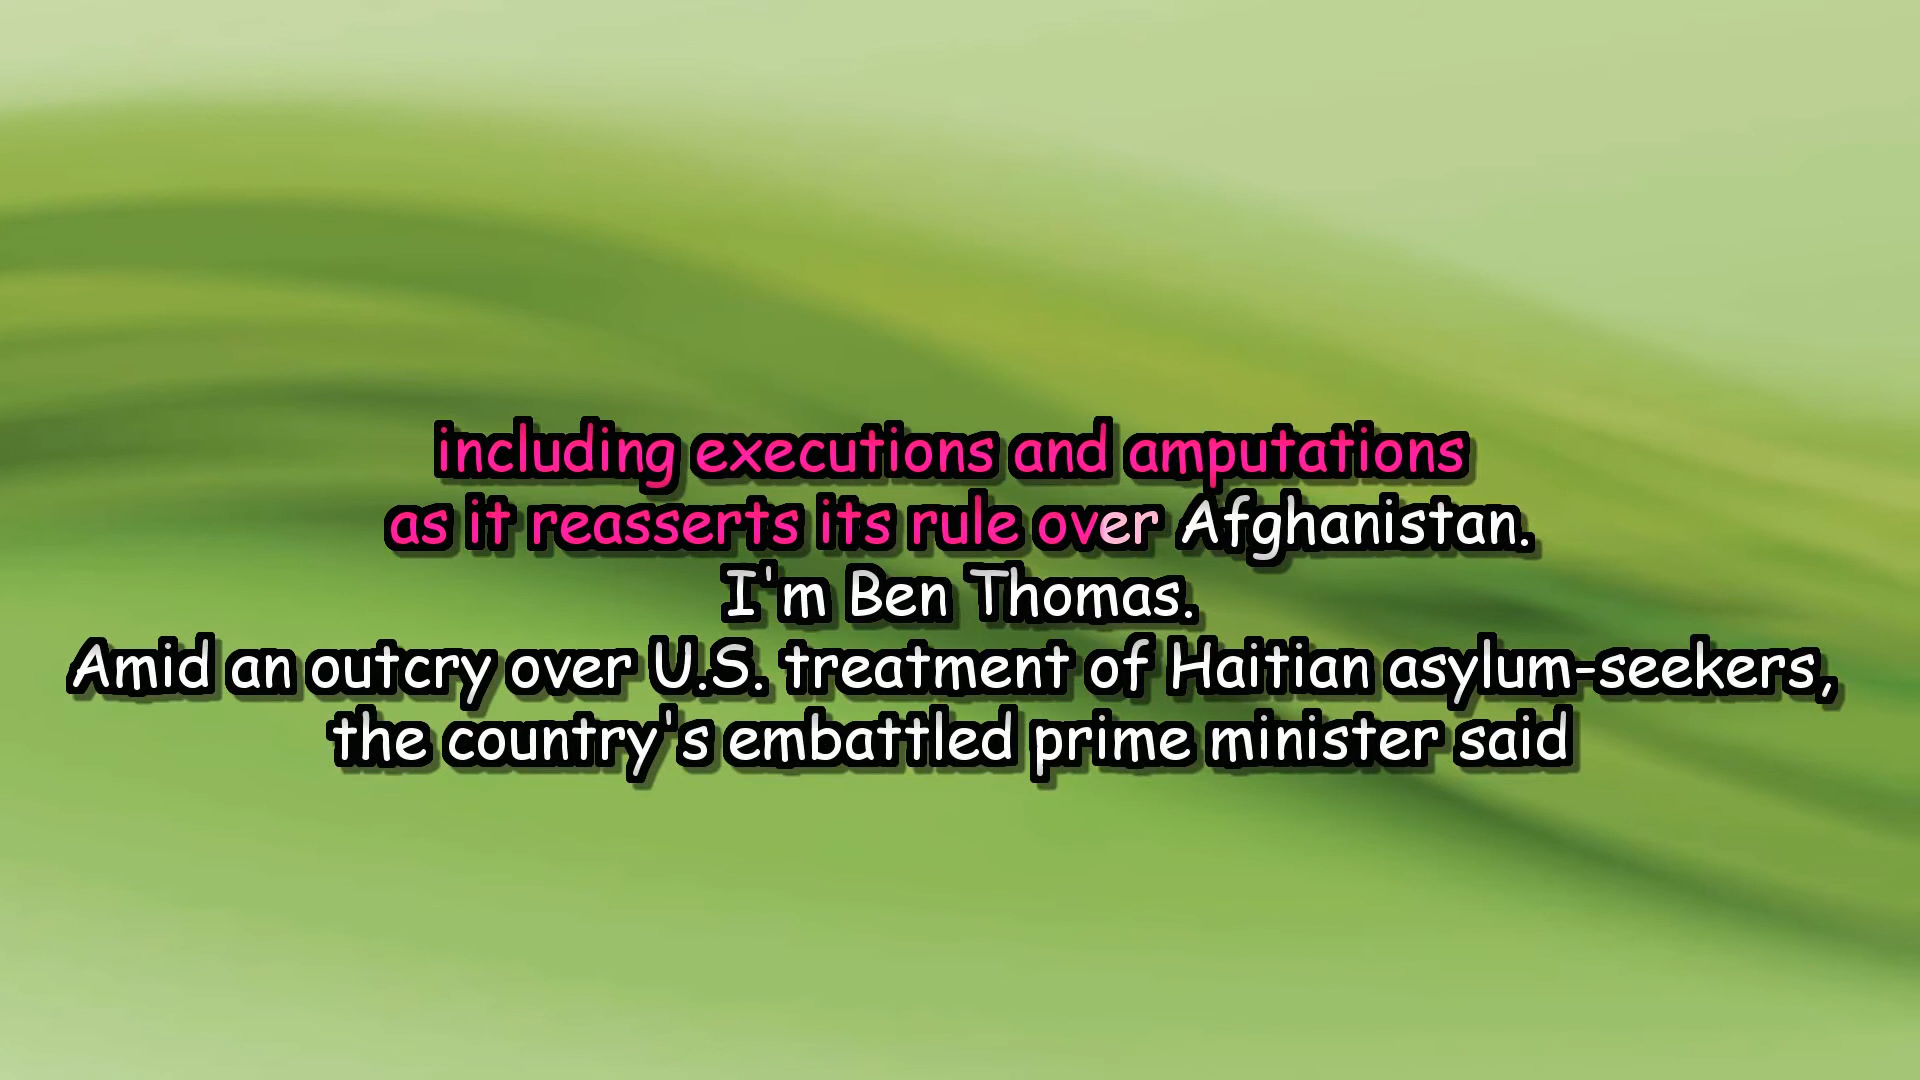 including executions and amputations
as it reasserts its rule over Afghanistan.
I'm Ben Thomas.
Amid an outcry over U.S. treatment of Haitian asylum-seekers,
the country's embattled prime minister said